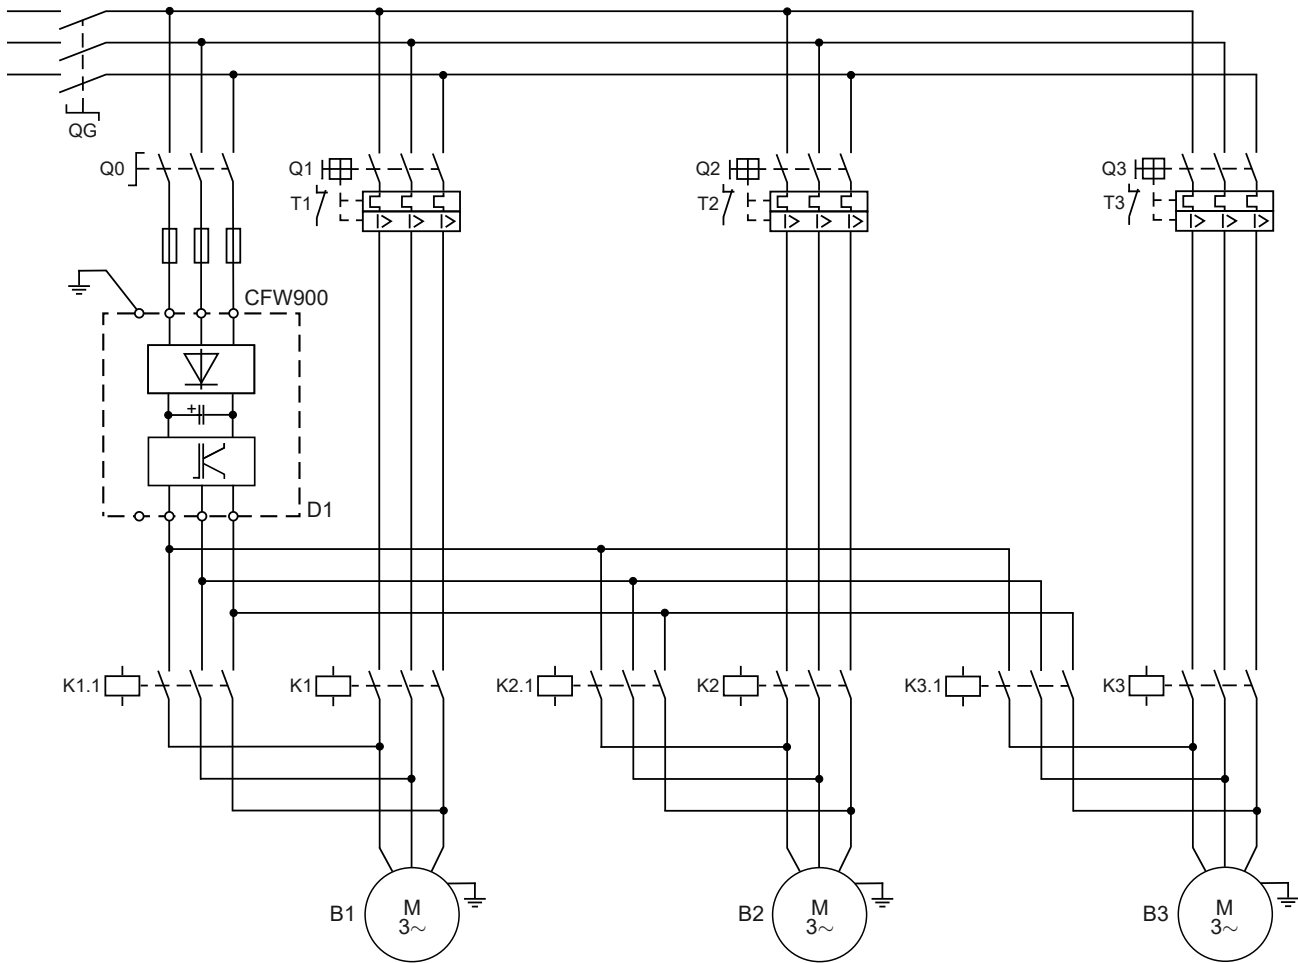 QG
Q0
Q1
Q2
Q3
T1
T2
T3
CFW900
+
D1
K1.1
K1
K2.1
K2
K3.1
K3
B1
M
3~
B2
M
3~
B3
M
3~